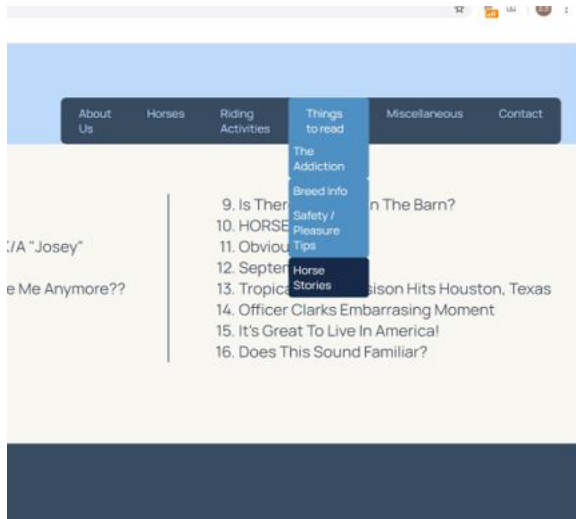 About Us
Horses
Riding Activities
Things to read
Miscellaneous
Contact
The Addiction
Breed Info
Safety / Pleasure Tips
Horse Stories
/A "Josey"
e Me Anymore??
9. Is Ther n The Barn?
10. HORSE
11. Obviou
12. Septem
13. Tropica sison Hits Houston, Texas
14. Officer Clarks Embarrasing Moment
15. It's Great To Live In America!
16. Does This Sound Familiar?